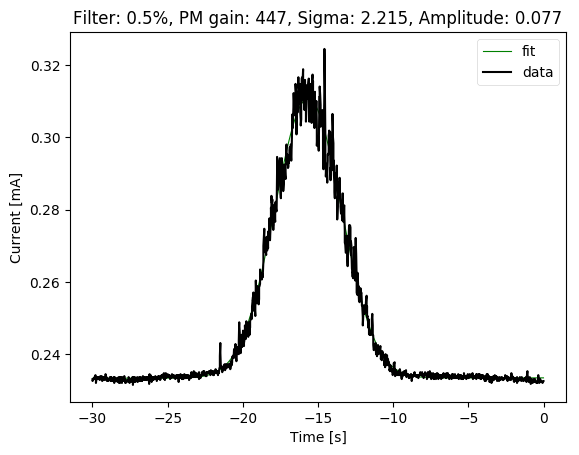 Filter: 0.5%, PM gain: 447, Sigma: 2.215, Amplitude: 0.077
fit
data
0.32
0.30
0.28
0.26
0.24
Current [mA]
−30
−25
−20
−15
−10
−5
0
Time [s]